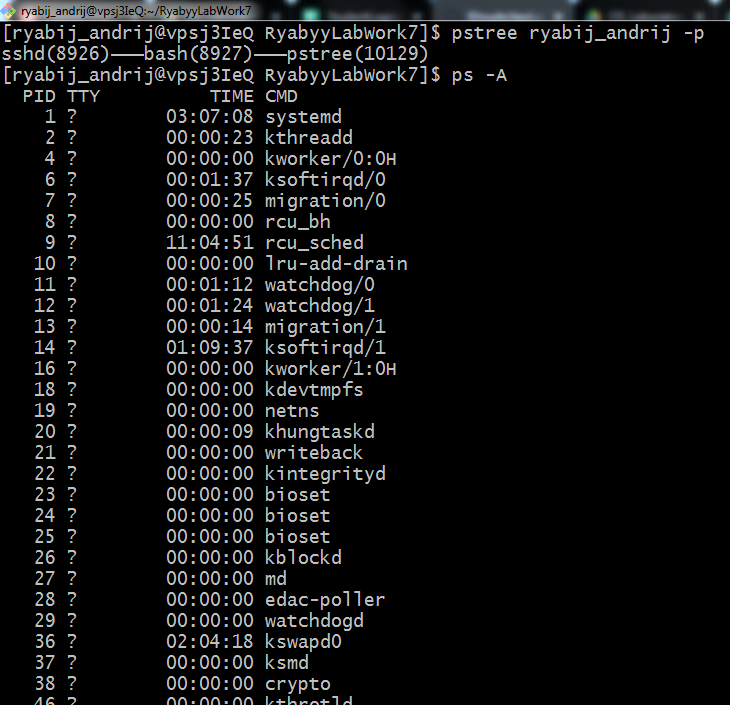 ryabij_andrij@vpsj3IeQ:~/RyabyyLabWork7
[ryabij_andrij@vpsj3IeQ RyabyyLabWork7]$ pstree ryabij_andrij -p
sshd(8926)───bash(8927)───pstree(10129)
[ryabij_andrij@vpsj3IeQ RyabyyLabWork7]$ ps -A
PID TTY TIME CMD
1 ? 03:07:08 systemd
2 ? 00:00:23 kthreadd
4 ? 00:00:00 kworker/0:0H
6 ? 00:01:37 ksoftirqd/0
7 ? 00:00:25 migration/0
8 ? 00:00:00 rcu_bh
9 ? 11:04:51 rcu_sched
10 ? 00:00:00 lru-add-drain
11 ? 00:01:12 watchdog/0
12 ? 00:01:24 watchdog/1
13 ? 00:00:14 migration/1
14 ? 01:09:37 ksoftirqd/1
16 ? 00:00:00 kworker/1:0H
18 ? 00:00:00 kdevtmpfs
19 ? 00:00:00 netns
20 ? 00:00:09 khungtaskd
21 ? 00:00:00 writeback
22 ? 00:00:00 kintegrityd
23 ? 00:00:00 bioset
24 ? 00:00:00 bioset
25 ? 00:00:00 bioset
26 ? 00:00:00 kblockd
27 ? 00:00:00 md
28 ? 00:00:00 edac-poller
29 ? 00:00:00 watchdogd
36 ? 02:04:18 kswapd0
37 ? 00:00:00 ksmd
38 ? 00:00:00 crypto
46 ? 00:00:00 kthrotld